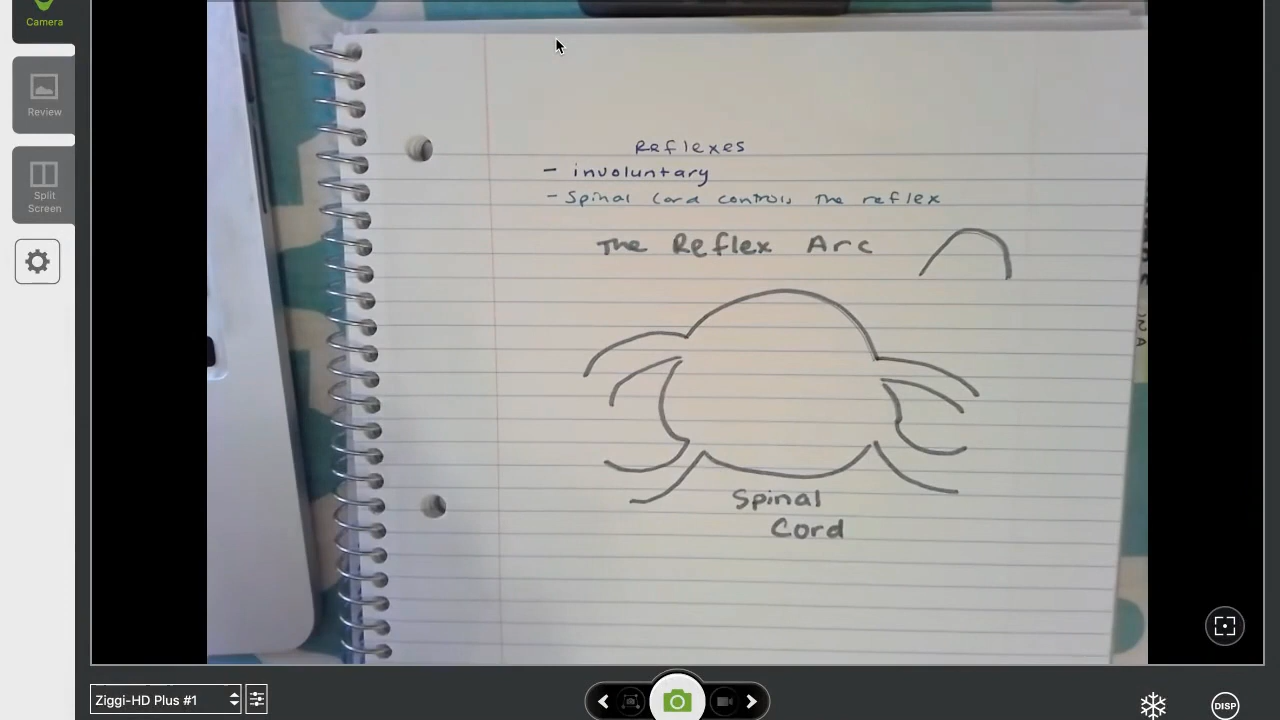 Camera
Review
Split
Screen
Reflexes
- involuntary
- Spinal Cord controls the reflex
The Reflex Arc
Spinal
Cord
Ziggi-HD Plus #1
DISP